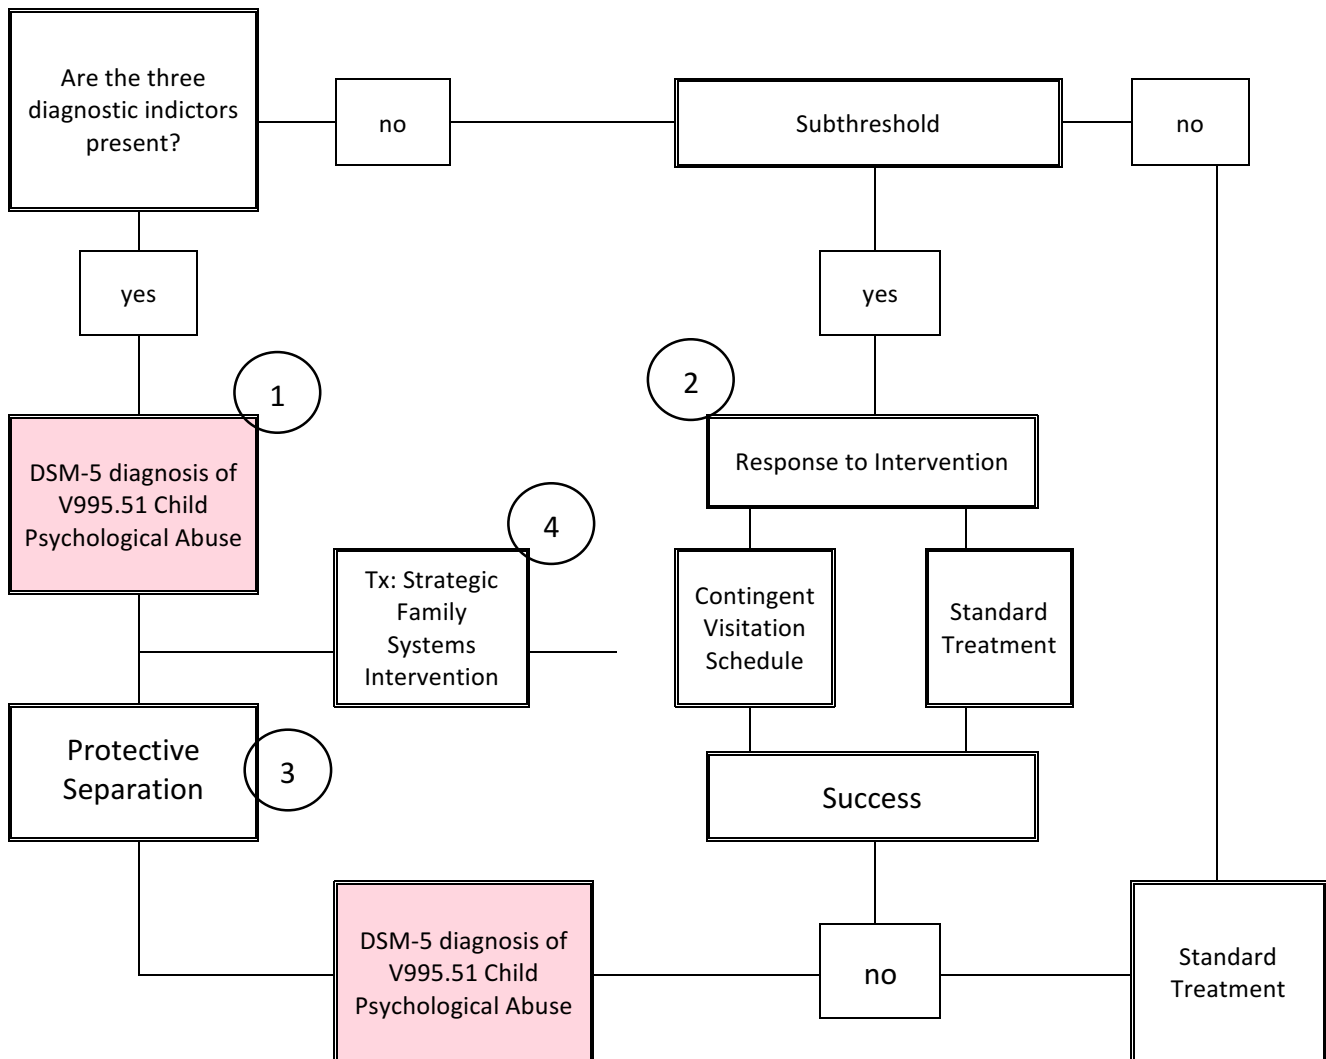 Are the three
diagnostic indictors
present?
no
Subthreshold
no
yes
yes
1
2
DSM-5 diagnosis of
V995.51 Child
Psychological Abuse
Response to Intervention
4
Tx: Strategic
Family
Systems
Intervention
Contingent
Visitation
Schedule
Standard
Treatment
Protective
Separation
3
Success
DSM-5 diagnosis of
V995.51 Child
Psychological Abuse
no
Standard
Treatment